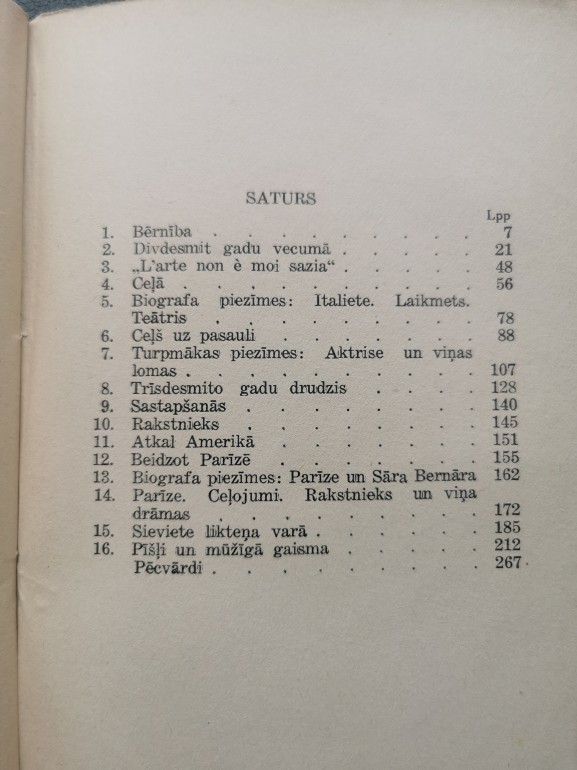 SATURS
Lpp
1. Bērnība . . . . . . . . . 7
2. Divdesmit gadu vecumā . . . . . 21
3. „L'arte non è moi sazia“ . . . . . 48
4. Ceļā . . . . . . . . . 56
5. Biografa piezīmes: Italiete. Laikmets.
Teātris . . . . . . . . 78
6. Ceļš uz pasauli . . . . . . . 88
7. Turpmākas piezīmes: Aktrise un viņas
lomas . . . . . . . . . 107
8. Trīsdesmito gadu drudzis . . . . 128
9. Sastapšanās . . . . . . . 140
10. Rakstnieks . . . . . . . 145
11. Atkal Amerikā . . . . . . 151
12. Beidzot Parīzē . . . . . . 155
13. Biografa piezīmes: Parīze un Sāra Bernāra 162
14. Parīze. Ceļojumi. Rakstnieks un viņa
drāmas . . . . . . . . 172
15. Sieviete likteņa varā . . . . . 185
16. Pīšļi un mūžīgā gaisma . . . . 212
Pēcvārdi . . . . . . . . 267